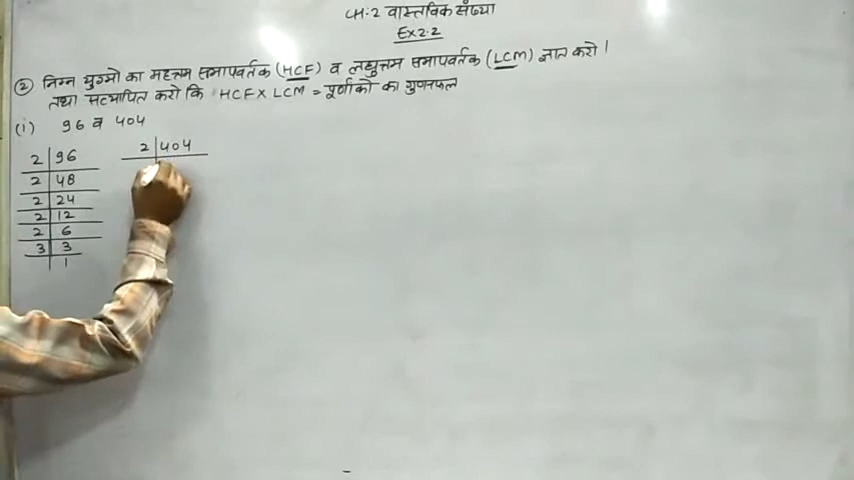 CH:2 वास्तविक संख्या
EX2.2
② निम्न युग्मो का महत्तम समापवर्तक (HCF) व लघुत्तम समापवर्तक (LCM) ज्ञात करो।
तथा सत्यापित करो कि HCF X LCM = पूर्णांको का गुणनफल
(i) 96 व 404
2 | 96
2 | 48
2 | 24
2 | 12
2 | 6
3 | 3
| 1
2 | 404